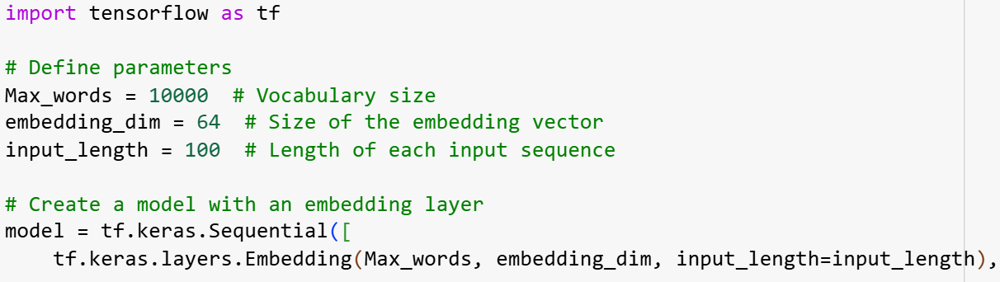 import tensorflow as tf
# Define parameters
Max_words = 10000  # Vocabulary size
embedding_dim = 64  # Size of the embedding vector
input_length = 100  # Length of each input sequence
# Create a model with an embedding layer
model = tf.keras.Sequential([
    tf.keras.layers.Embedding(Max_words, embedding_dim, input_length=input_length),